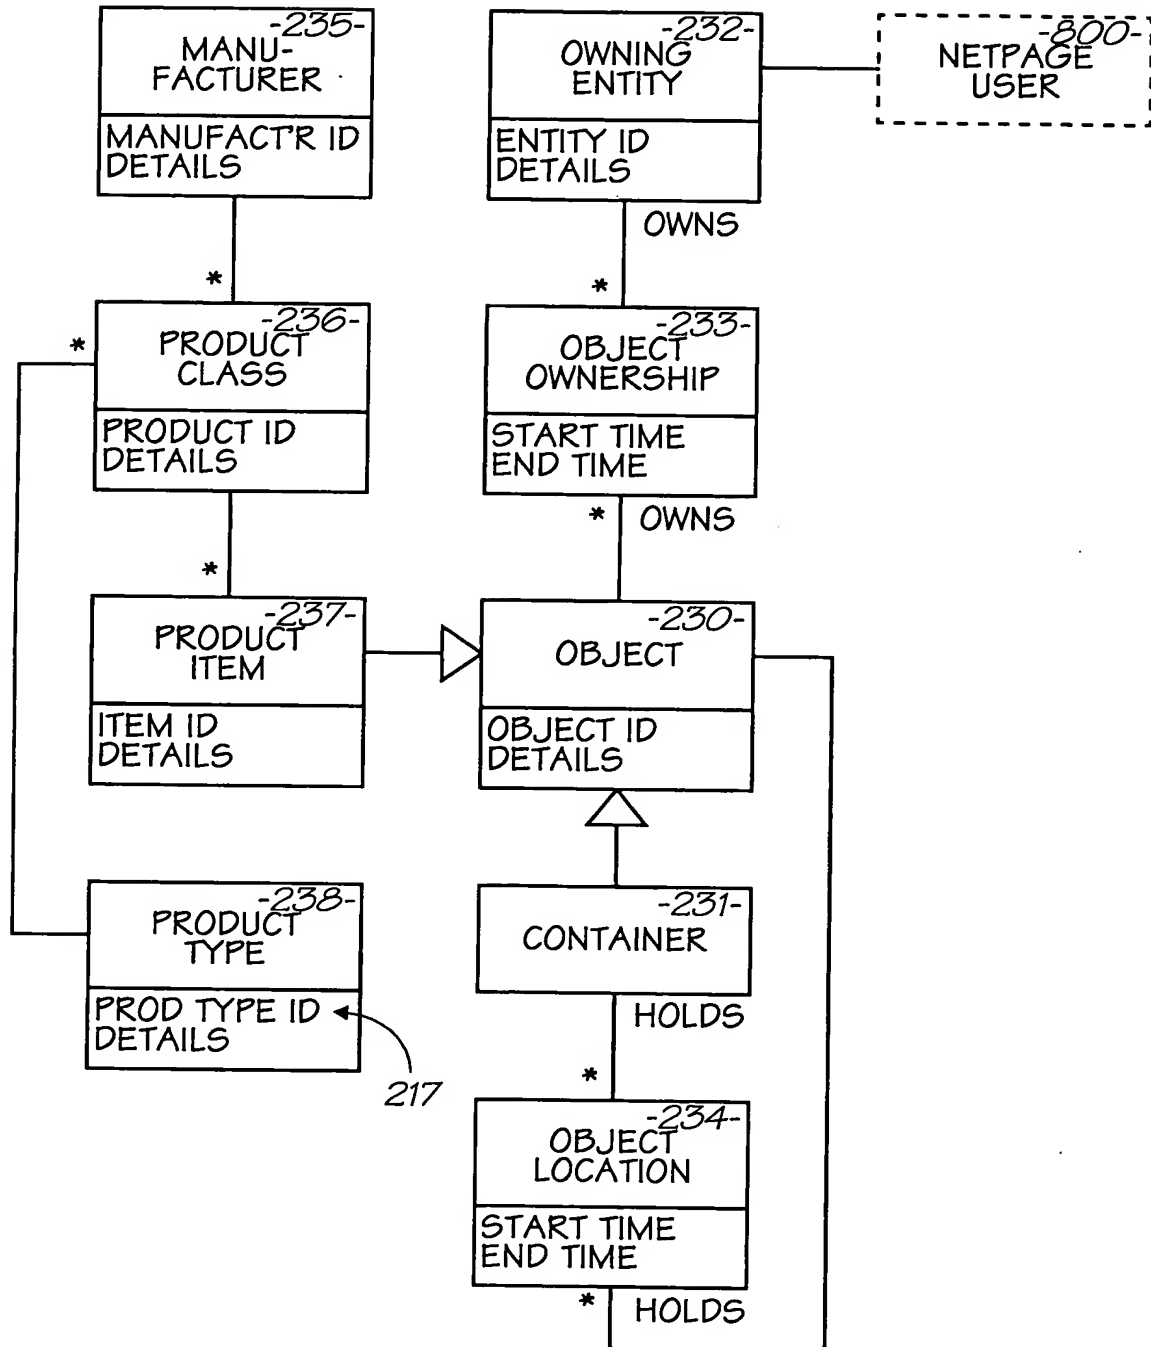 -235-
MANU-
FACTURER
MANUFACT'R ID
DETAILS
*
-236-
PRODUCT
CLASS
*
PRODUCT ID
DETAILS
*
-237-
PRODUCT
ITEM
ITEM ID
DETAILS
-238-
PRODUCT
TYPE
PROD TYPE ID
DETAILS
217
-232-
OWNING
ENTITY
ENTITY ID
DETAILS
OWNS
*
-233-
OBJECT
OWNERSHIP
START TIME
END TIME
* OWNS
-230-
OBJECT
OBJECT ID
DETAILS
-231-
CONTAINER
HOLDS
*
-234-
OBJECT
LOCATION
START TIME
END TIME
* HOLDS
-800-
NETPAGE
USER